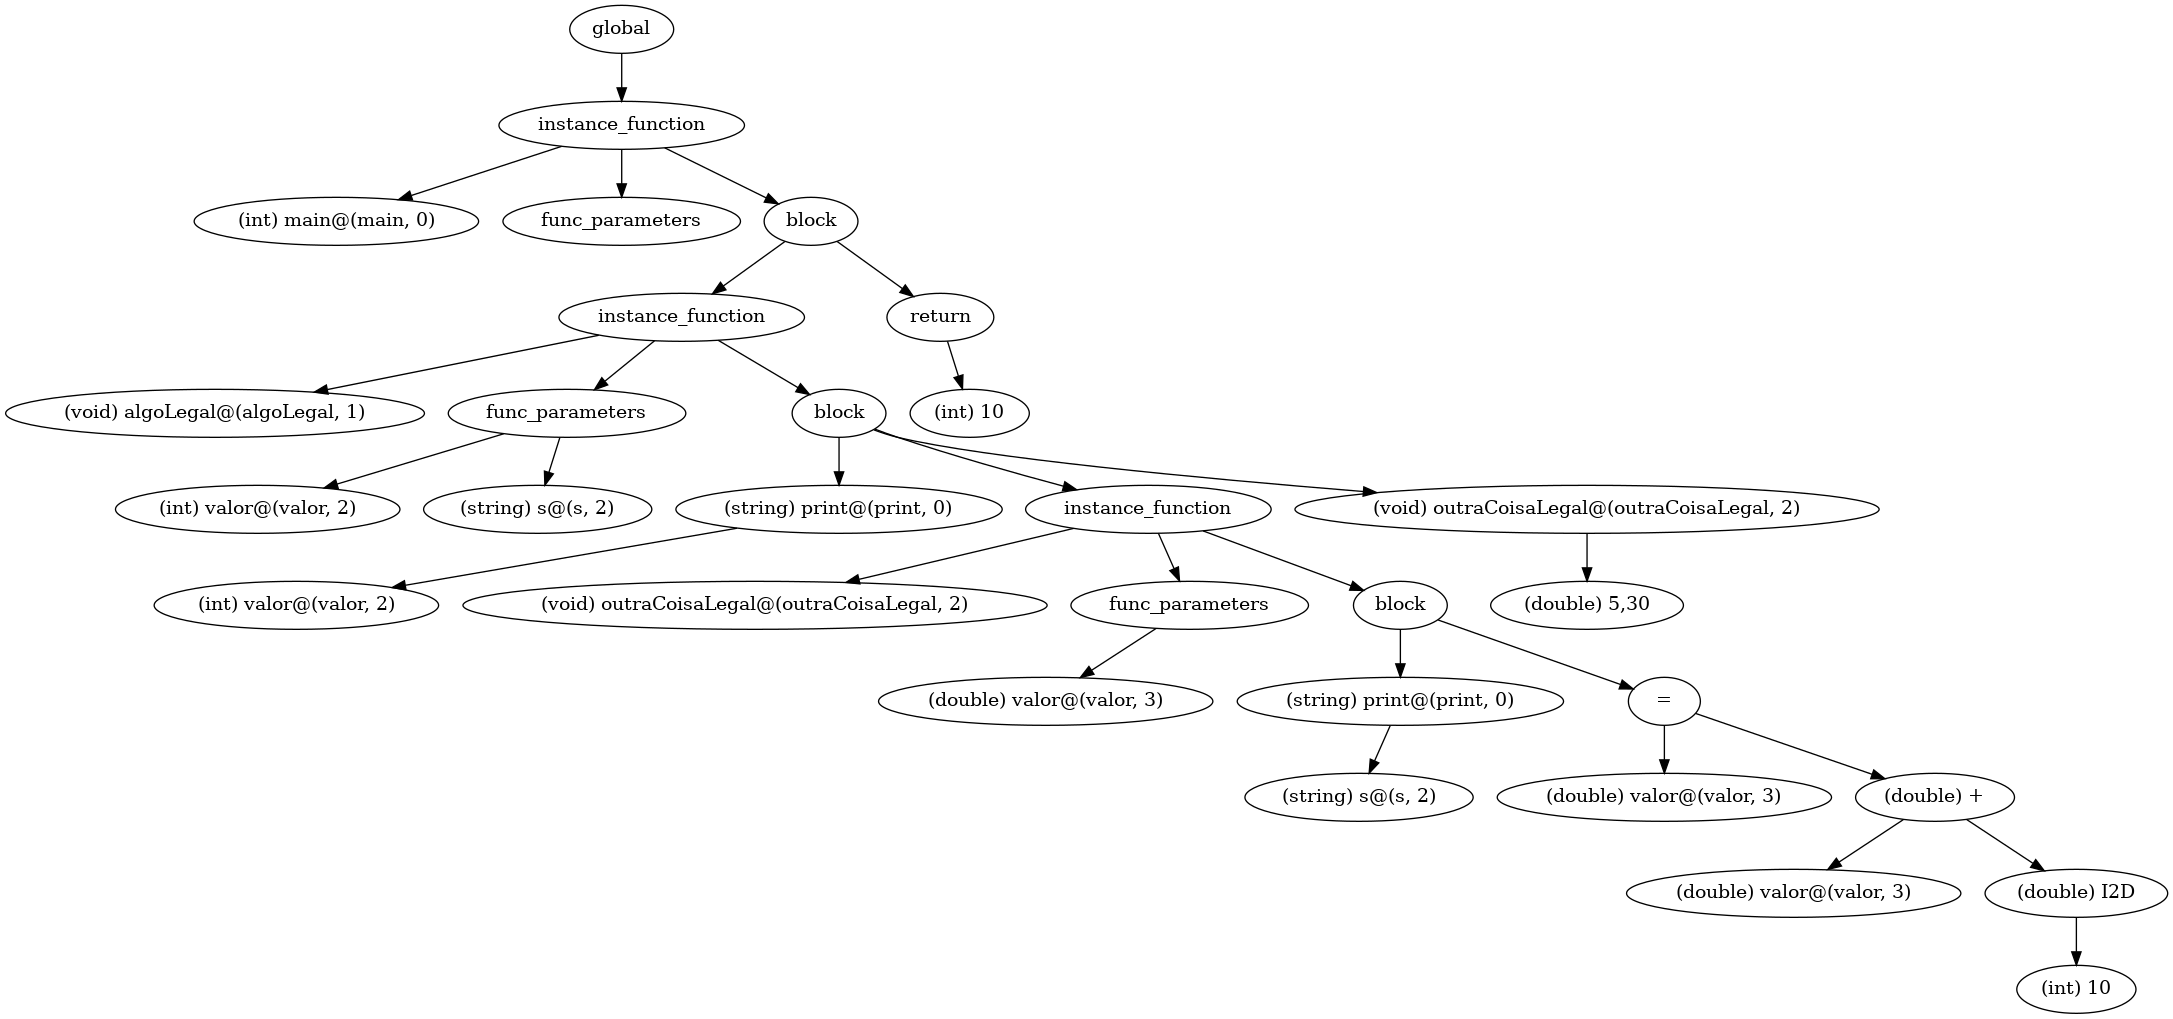 global
instance_function
(int) main@(main, 0)
func_parameters
block
instance_function
return
(void) algoLegal@(algoLegal, 1)
func_parameters
block
(int) 10
(int) valor@(valor, 2)
(string) s@(s, 2)
(string) print@(print, 0)
instance_function
(void) outraCoisaLegal@(outraCoisaLegal, 2)
(int) valor@(valor, 2)
(void) outraCoisaLegal@(outraCoisaLegal, 2)
func_parameters
block
(double) 5,30
(double) valor@(valor, 3)
(string) print@(print, 0)
=
(string) s@(s, 2)
(double) valor@(valor, 3)
(double) +
(double) valor@(valor, 3)
(double) I2D
(int) 10